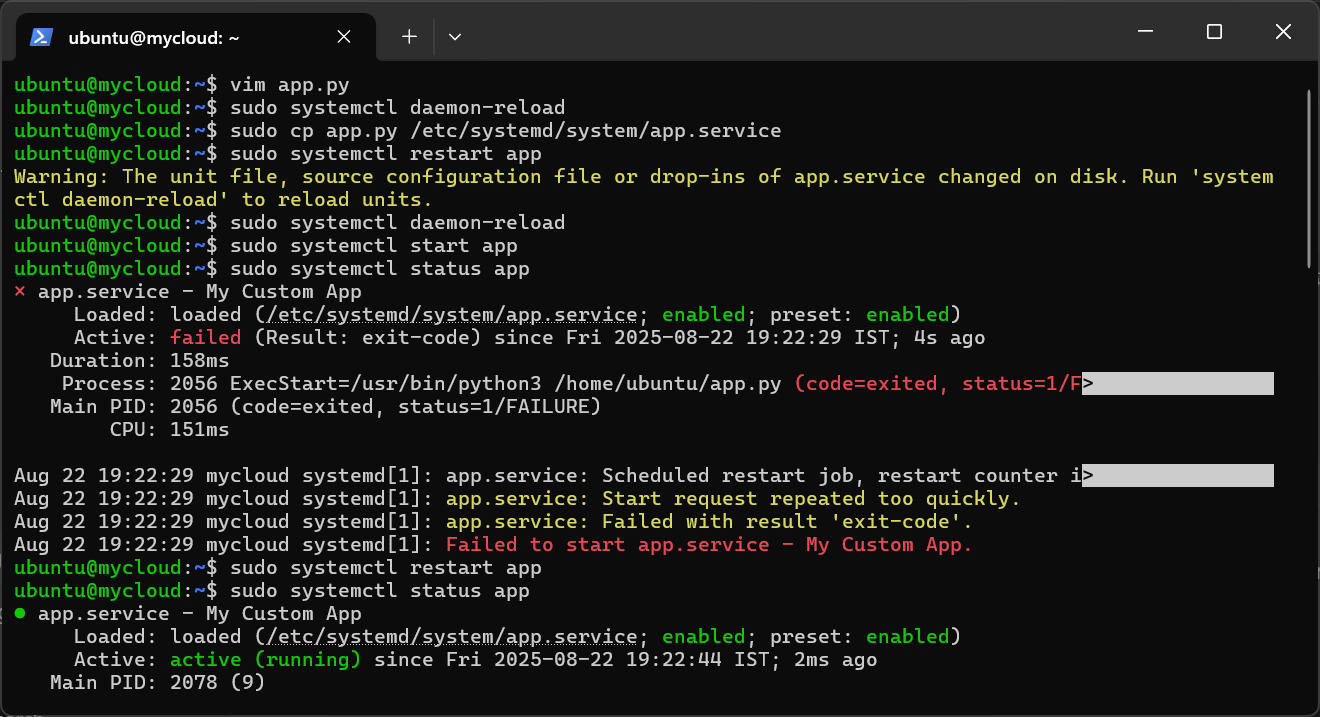 ubuntu@mycloud: ~
ubuntu@mycloud:~$ vim app.py
ubuntu@mycloud:~$ sudo systemctl daemon-reload
ubuntu@mycloud:~$ sudo cp app.py /etc/systemd/system/app.service
ubuntu@mycloud:~$ sudo systemctl restart app
Warning: The unit file, source configuration file or drop-ins of app.service changed on disk. Run 'system
ctl daemon-reload' to reload units.
ubuntu@mycloud:~$ sudo systemctl daemon-reload
ubuntu@mycloud:~$ sudo systemctl start app
ubuntu@mycloud:~$ sudo systemctl status app
× app.service - My Custom App
     Loaded: loaded (/etc/systemd/system/app.service; enabled; preset: enabled)
     Active: failed (Result: exit-code) since Fri 2025-08-22 19:22:29 IST; 4s ago
   Duration: 158ms
    Process: 2056 ExecStart=/usr/bin/python3 /home/ubuntu/app.py (code=exited, status=1/F>
   Main PID: 2056 (code=exited, status=1/FAILURE)
        CPU: 151ms
Aug 22 19:22:29 mycloud systemd[1]: app.service: Scheduled restart job, restart counter i>
Aug 22 19:22:29 mycloud systemd[1]: app.service: Start request repeated too quickly.
Aug 22 19:22:29 mycloud systemd[1]: app.service: Failed with result 'exit-code'.
Aug 22 19:22:29 mycloud systemd[1]: Failed to start app.service - My Custom App.
ubuntu@mycloud:~$ sudo systemctl restart app
ubuntu@mycloud:~$ sudo systemctl status app
● app.service - My Custom App
     Loaded: loaded (/etc/systemd/system/app.service; enabled; preset: enabled)
     Active: active (running) since Fri 2025-08-22 19:22:44 IST; 2ms ago
   Main PID: 2078 (9)